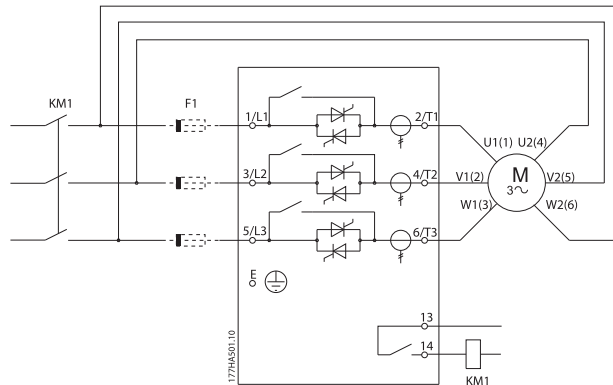 KM1
F1
1/L1
2/T1
U1(1) U2(4)
3/L2
4/T2
V1(2)
M
3~
V2(5)
W1(3)
W2(6)
5/L3
6/T3
E
13
14
KM1
177HA501.10